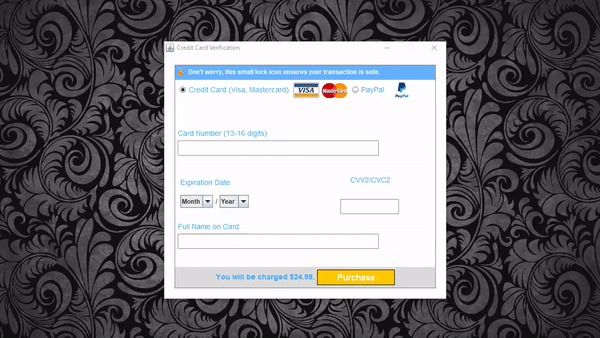 Credit Card Verification
Don't worry, this small lock icon ensures your transaction is safe.
Credit Card (Visa, Mastercard) VISA MasterCard PayPal PayPal
Card Number (13-16 digits)
Expiration Date CVV2/CVC2
Month / Year
Full Name on Card
You will be charged $24.95. Purchase